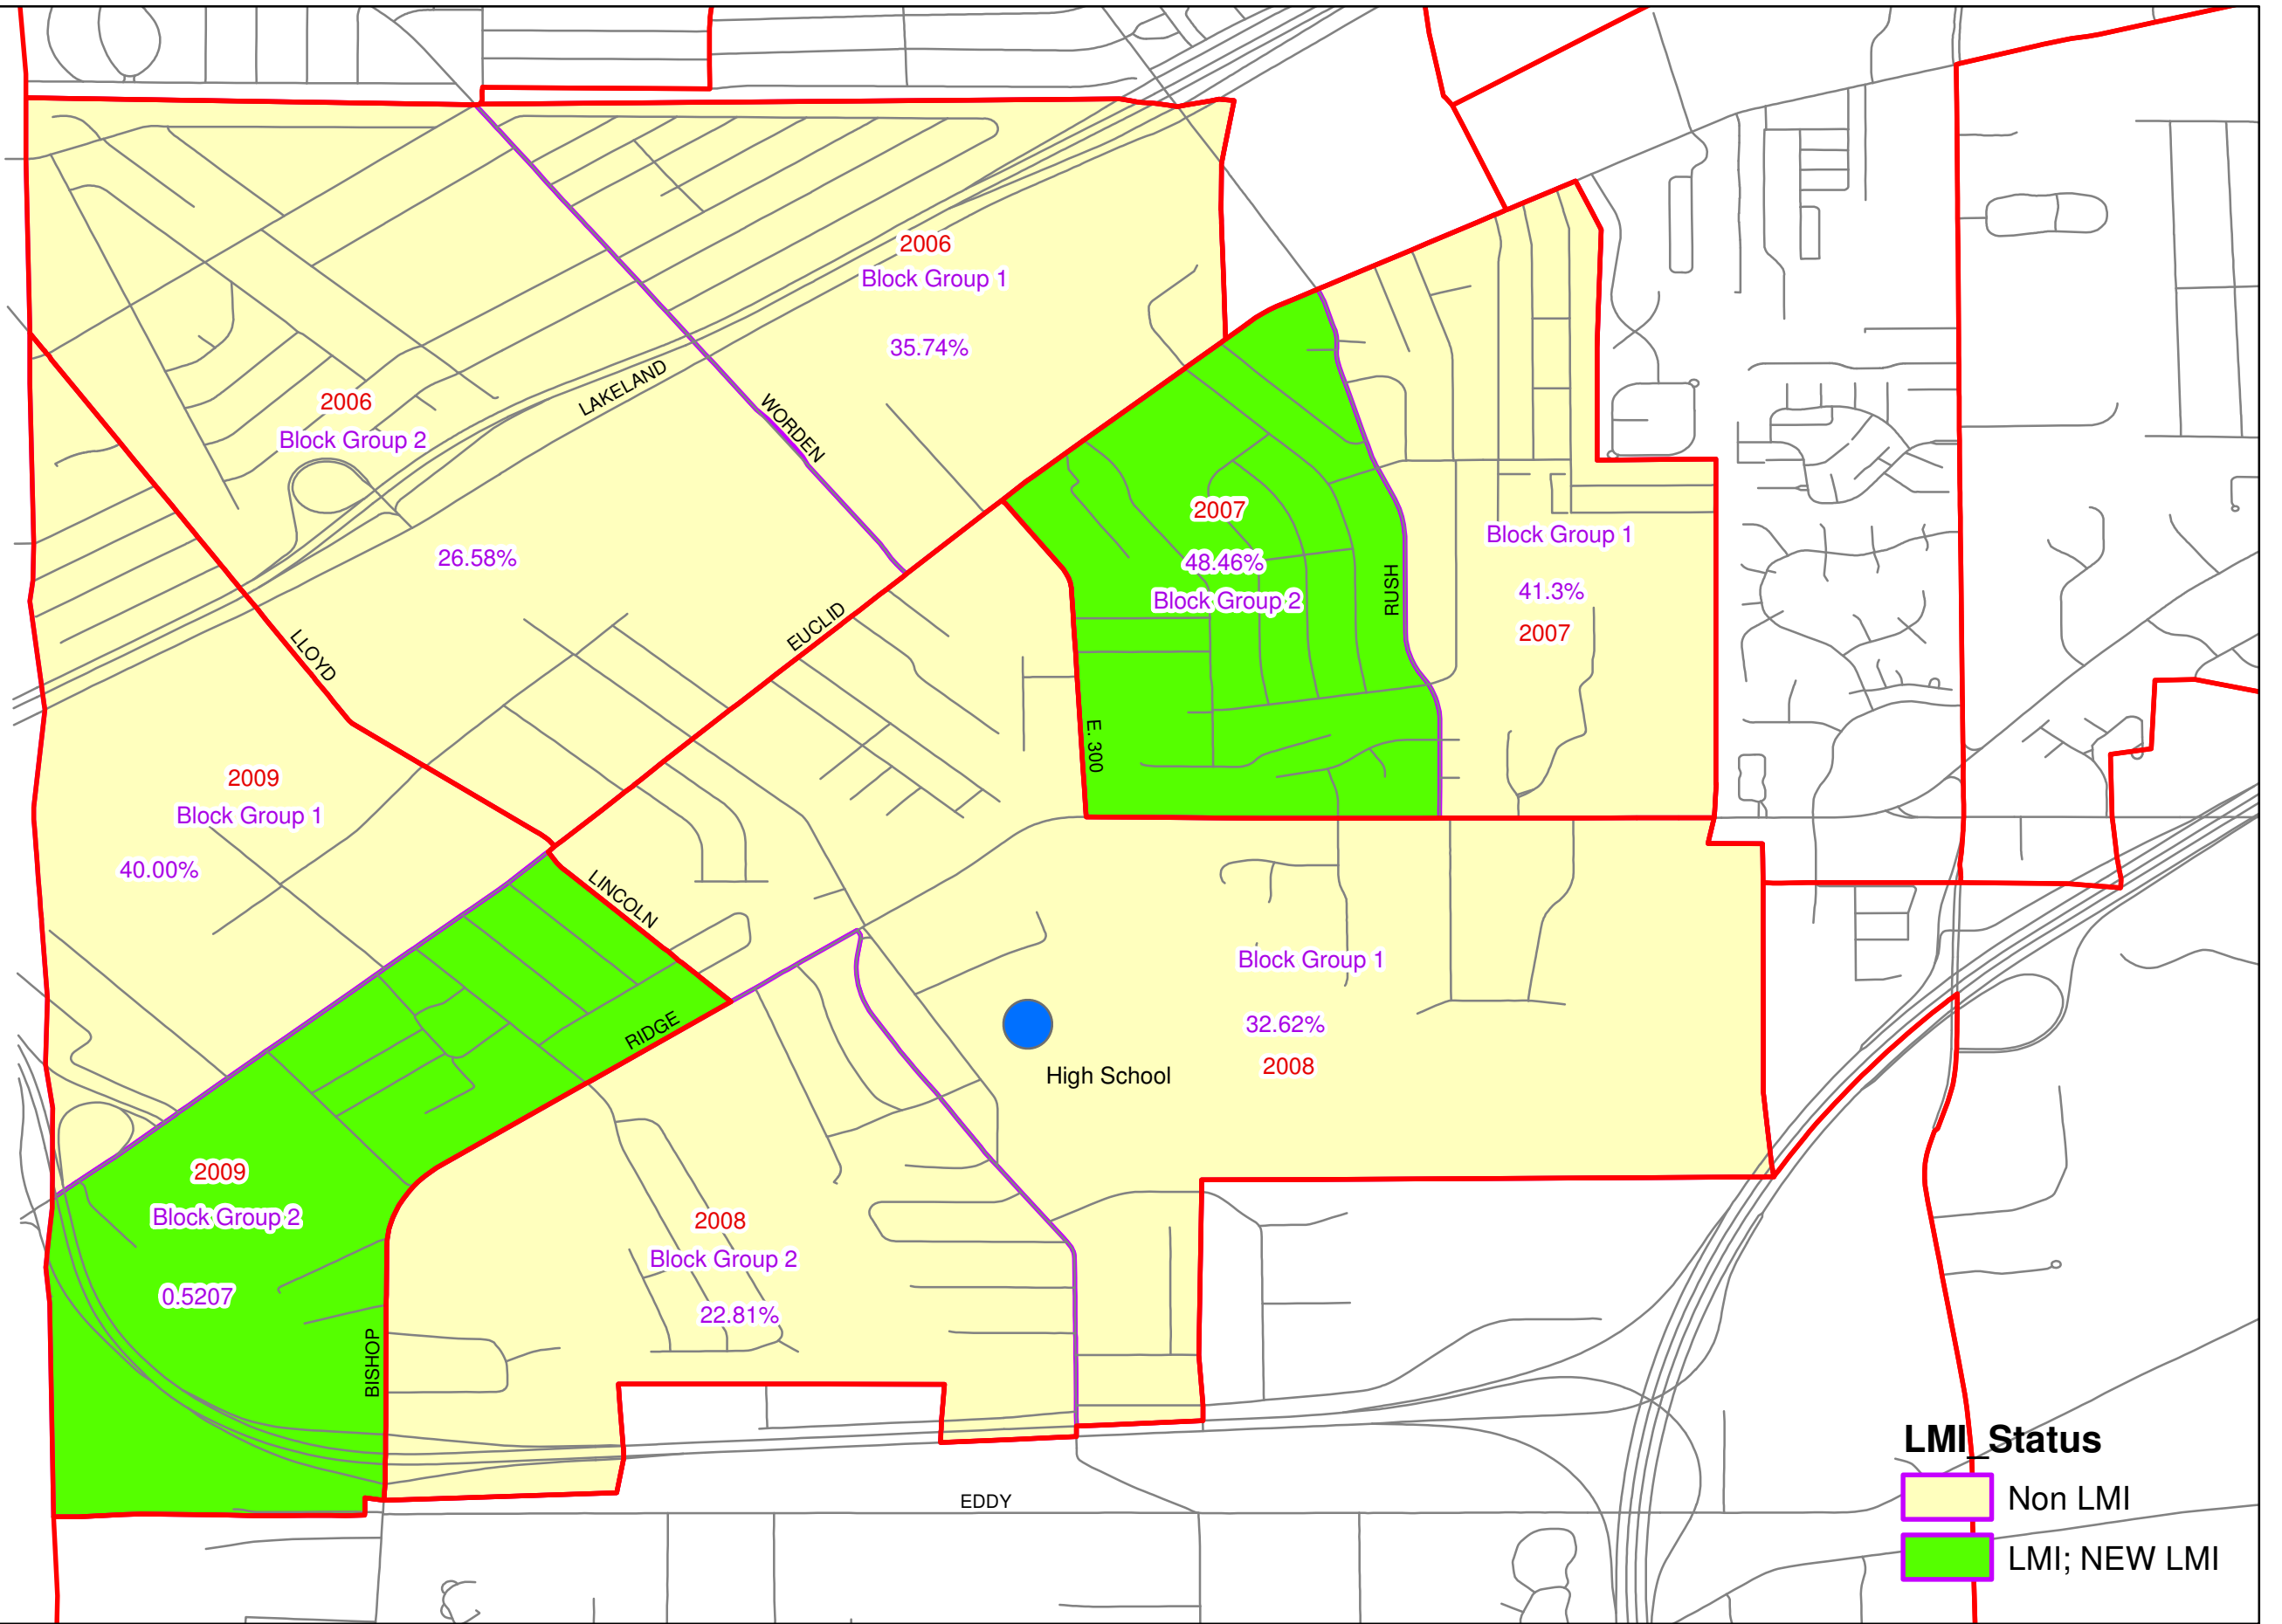 2006
Block Group 1
35.74%
LAKELAND
WORDEN
2006
Block Group 2
26.58%
2007
48.46%
Block Group 2
Block Group 1
41.3%
2007
RUSH
EUCLID
LLOYD
E. 300
2009
Block Group 1
40.00%
LINCOLN
RIDGE
Block Group 1
32.62%
2008
High School
2009
Block Group 2
0.5207
2008
Block Group 2
22.81%
BISHOP
EDDY
LMI_Status
Non LMI
LMI; NEW LMI